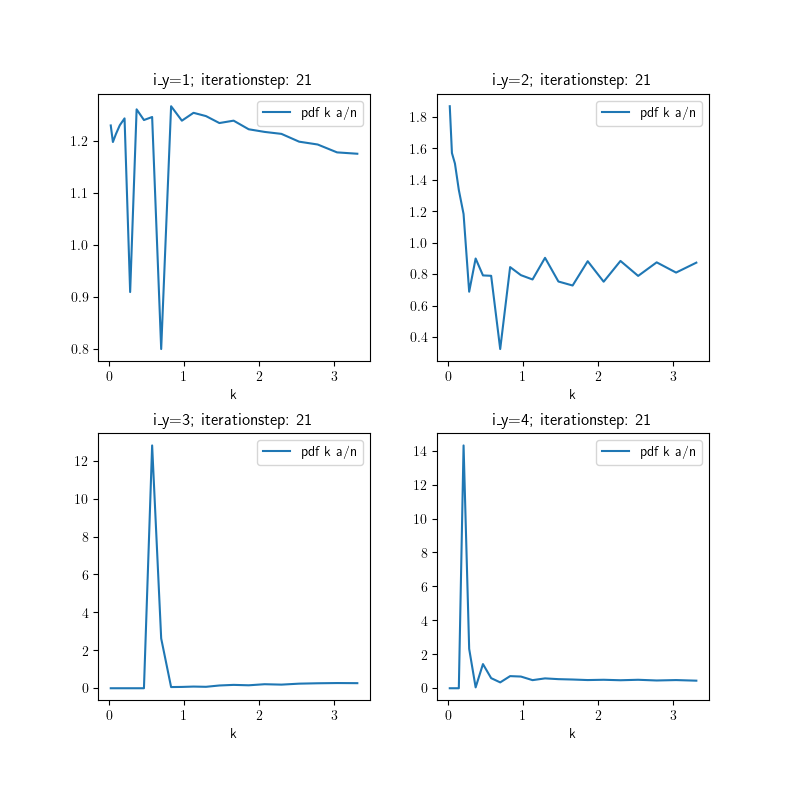 i_y=1; iterationstep: 21
pdf k a/n
1.2
1.1
1.0
0.9
0.8
0 1 2 3
k
i_y=2; iterationstep: 21
pdf k a/n
1.8
1.6
1.4
1.2
1.0
0.8
0.6
0.4
0 1 2 3
k
i_y=3; iterationstep: 21
pdf k a/n
12
10
8
6
4
2
0
0 1 2 3
k
i_y=4; iterationstep: 21
pdf k a/n
14
12
10
8
6
4
2
0
0 1 2 3
k